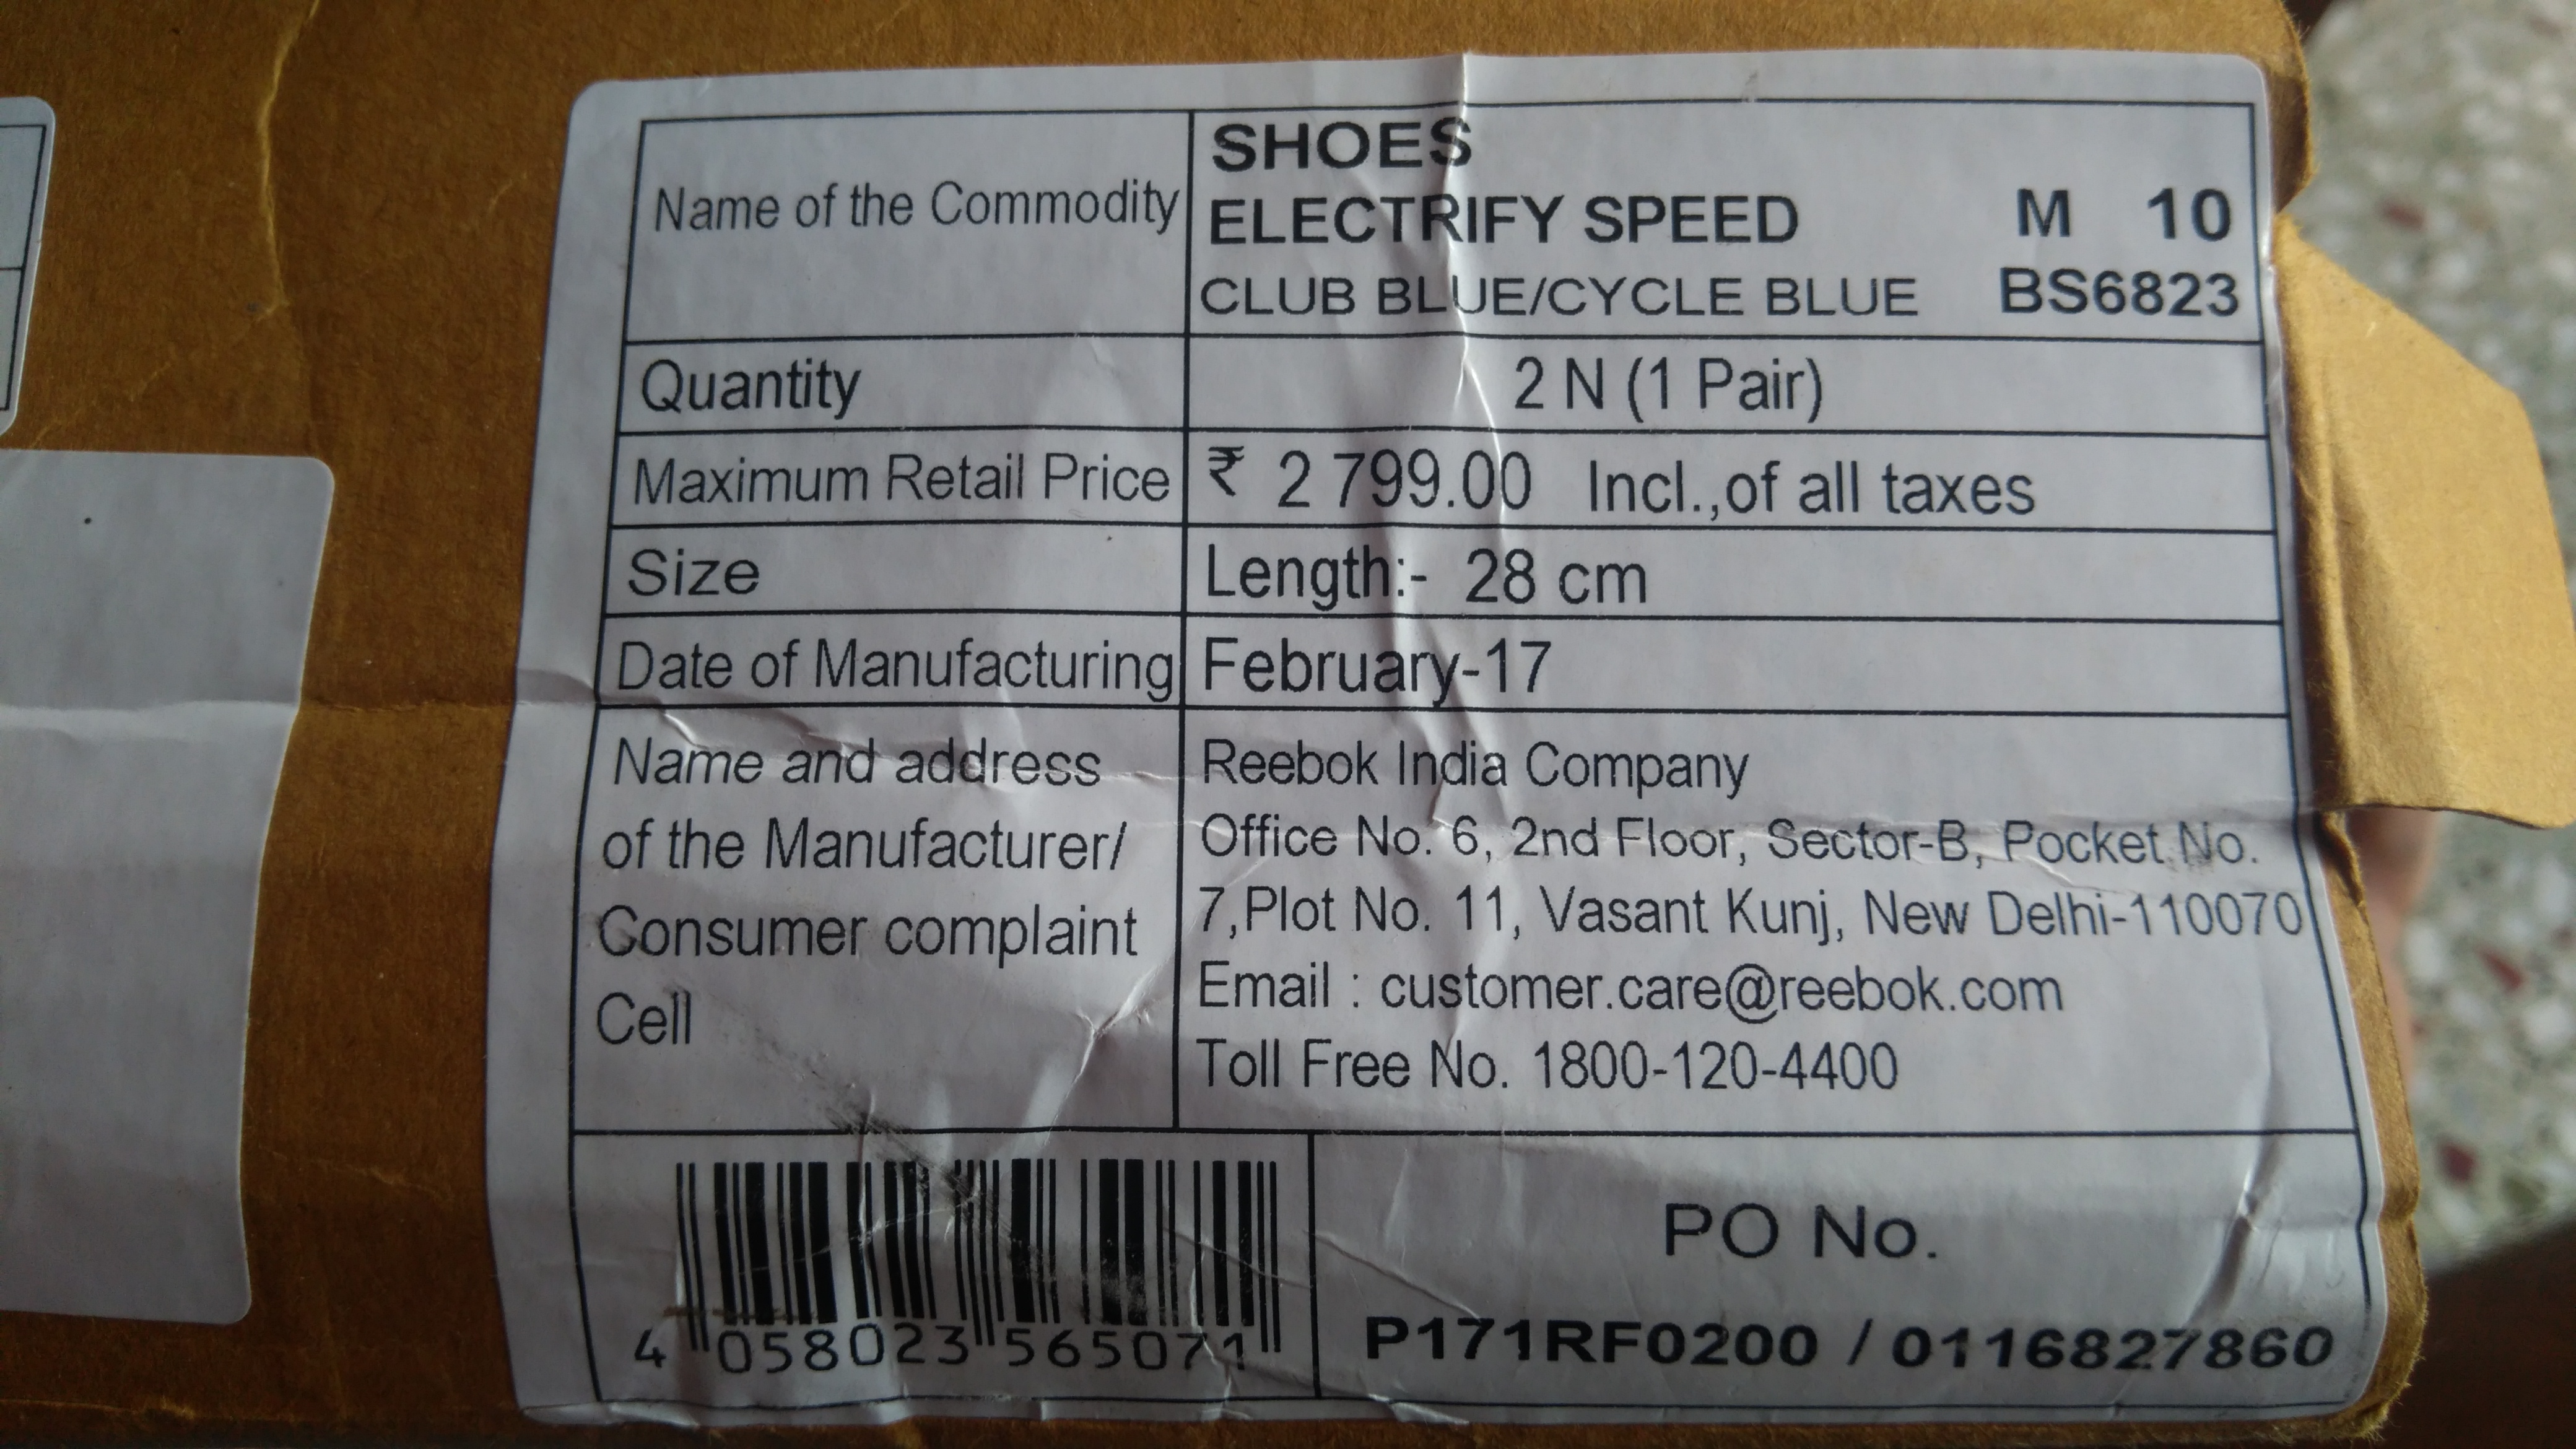 Name of the Commodity
SHOES
ELECTRIFY SPEED M 10
CLUB BLUE/CYCLE BLUE BS6823
Quantity
2 N (1 Pair)
Maximum Retail Price
₹ 2 799.00 Incl.,of all taxes
Size
Length:- 28 cm
Date of Manufacturing
February-17
Name and address
of the Manufacturer/
Consumer complaint
Cell
Reebok India Company
Office No. 6, 2nd Floor, Sector-B, Pocket No.
7,Plot No. 11, Vasant Kunj, New Delhi-110070
Email : customer.care@reebok.com
Toll Free No. 1800-120-4400
4 058023 565071
PO No.
P171RF0200 / 0116827860